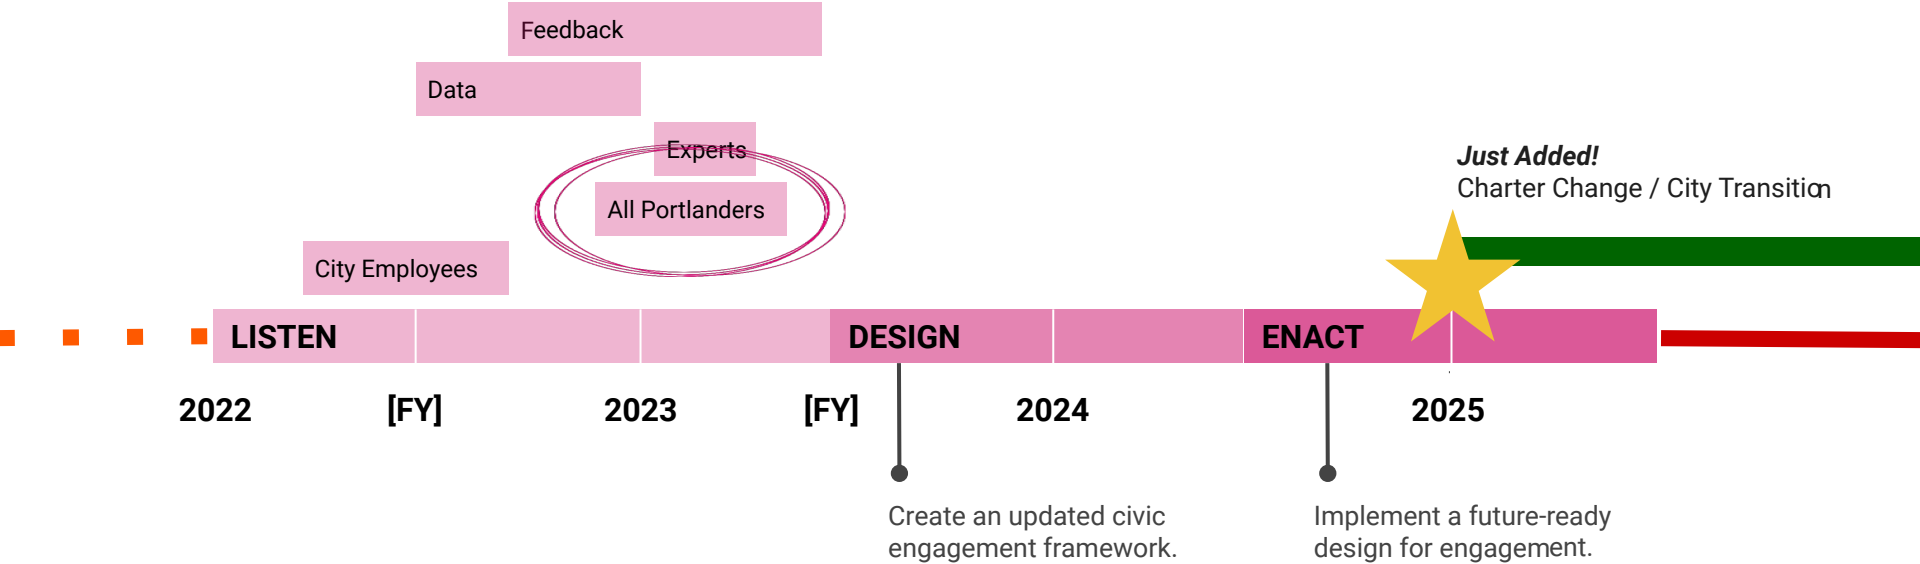 Feedback
Data
Experts
All Portlanders
City Employees
Just Added!
Charter Change / City Transition
LISTEN
DESIGN
ENACT
2022
[FY]
2023
[FY]
2024
2025
Create an updated civic
engagement framework.
Implement a future-ready
design for engagement.